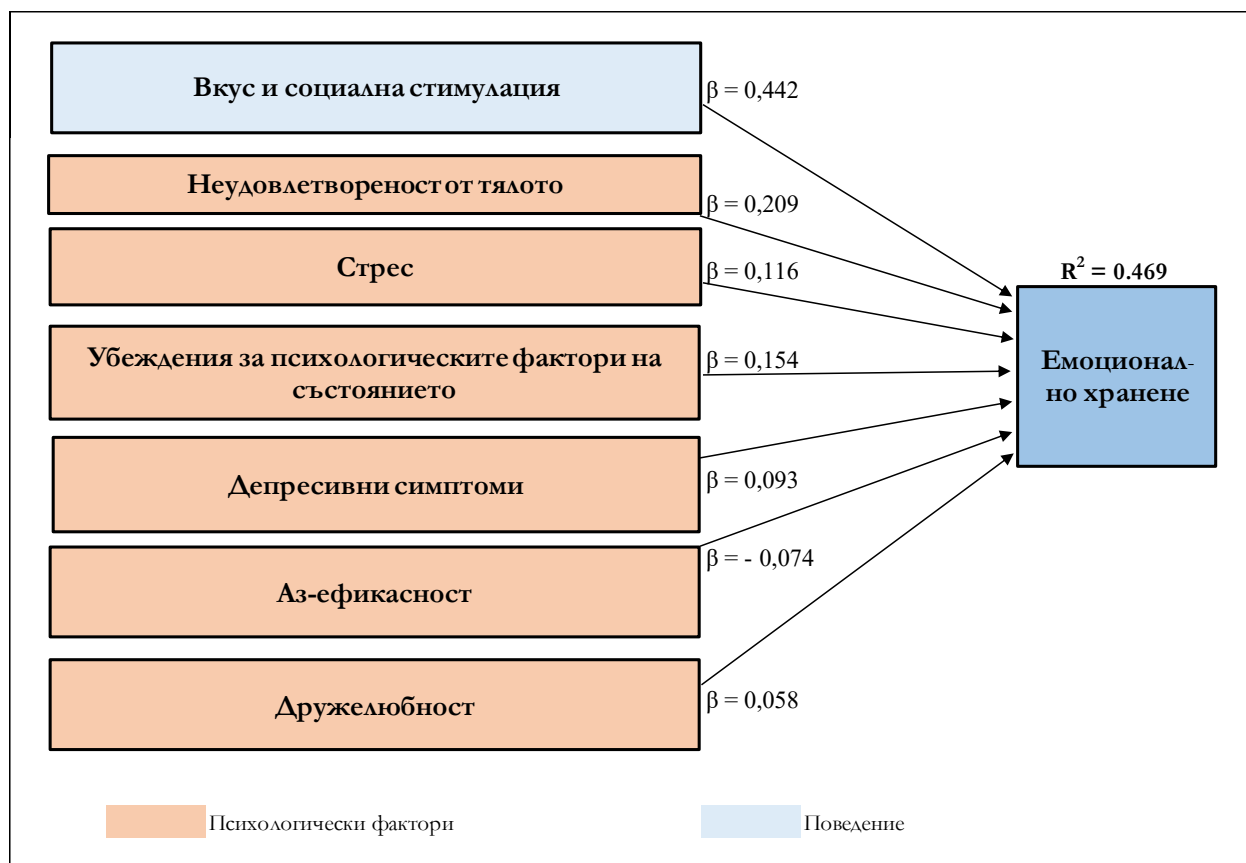 Вкус и социална стимулация
β = 0,442
Неудовлетвореност от тялото
β = 0,209
Стрес
β = 0,116
R² = 0.469
Убеждения за психологическите фактори на
състоянието
β = 0,154
Емоционал-
но хранене
Депресивни симптоми
β = 0,093
Аз-ефикасност
β = - 0,074
Дружелюбност
β = 0,058
Психологически фактори
Поведение